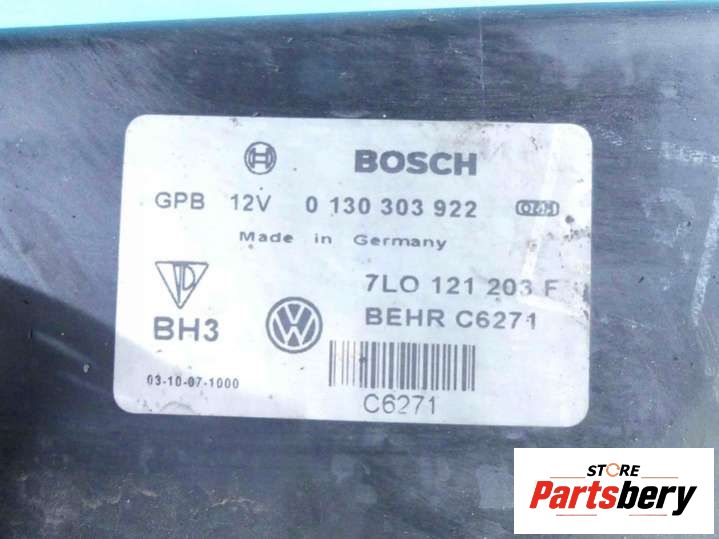 BOSCH
GPB 12V 0 130 303 922
Made in Germany
7LO 121 203 F
BH3 BEHR C6271
03-10-07-1000
C6271
STORE
Partsbery